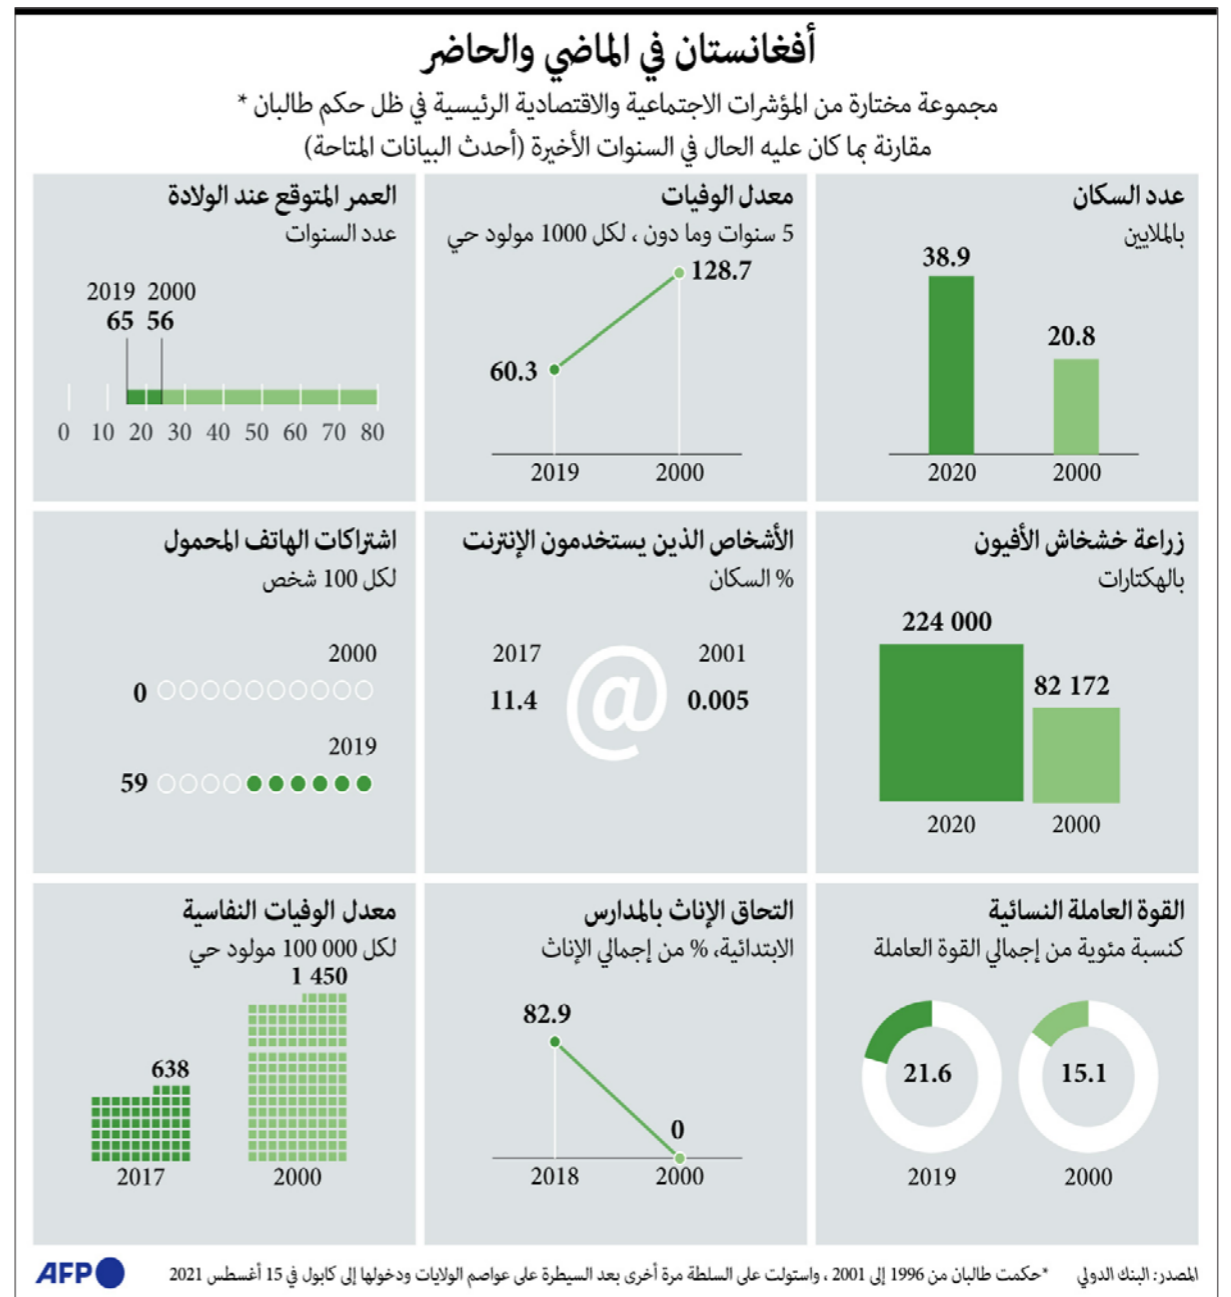 أفغانستان في الماضي والحاضر
مجموعة مختارة من المؤشرات الاجتماعية والاقتصادية الرئيسية في ظل حكم طالبان *
مقارنة بما كان عليه الحال في السنوات الأخيرة (أحدث البيانات المتاحة)
عدد السكان
بالملايين
38.9
20.8
2020
2000
معدل الوفيات
5 سنوات وما دون ، لكل 1000 مولود حي
128.7
60.3
2019
2000
العمر المتوقع عند الولادة
عدد السنوات
2019 2000
65 56
0 10 20 30 40 50 60 70 80
زراعة خشخاش الأفيون
بالهكتارات
224 000
82 172
2020
2000
الأشخاص الذين يستخدمون الإنترنت
% السكان
2017
2001
@
11.4
0.005
اشتراكات الهاتف المحمول
لكل 100 شخص
2000
0
2019
59
القوة العاملة النسائية
كنسبة مئوية من إجمالي القوة العاملة
21.6
15.1
2019
2000
التحاق الإناث بالمدارس
الابتدائية، % من إجمالي الإناث
82.9
0
2018
2000
معدل الوفيات النفاسية
لكل 000 100 مولود حي
1 450
638
2017
2000
المصدر: البنك الدولي
*حكمت طالبان من 1996 إلى 2001 ، واستولت على السلطة مرة أخرى بعد السيطرة على عواصم الولايات ودخولها إلى كابول في 15 أغسطس 2021
AFP